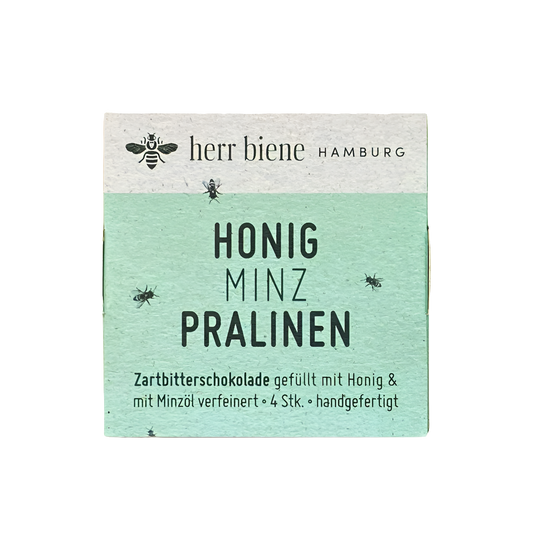 herr biene HAMBURG
HONIG
MINZ
PRALINEN
Zartbitterschokolade gefüllt mit Honig &
mit Minzöl verfeinert • 4 Stk. • handgefertigt